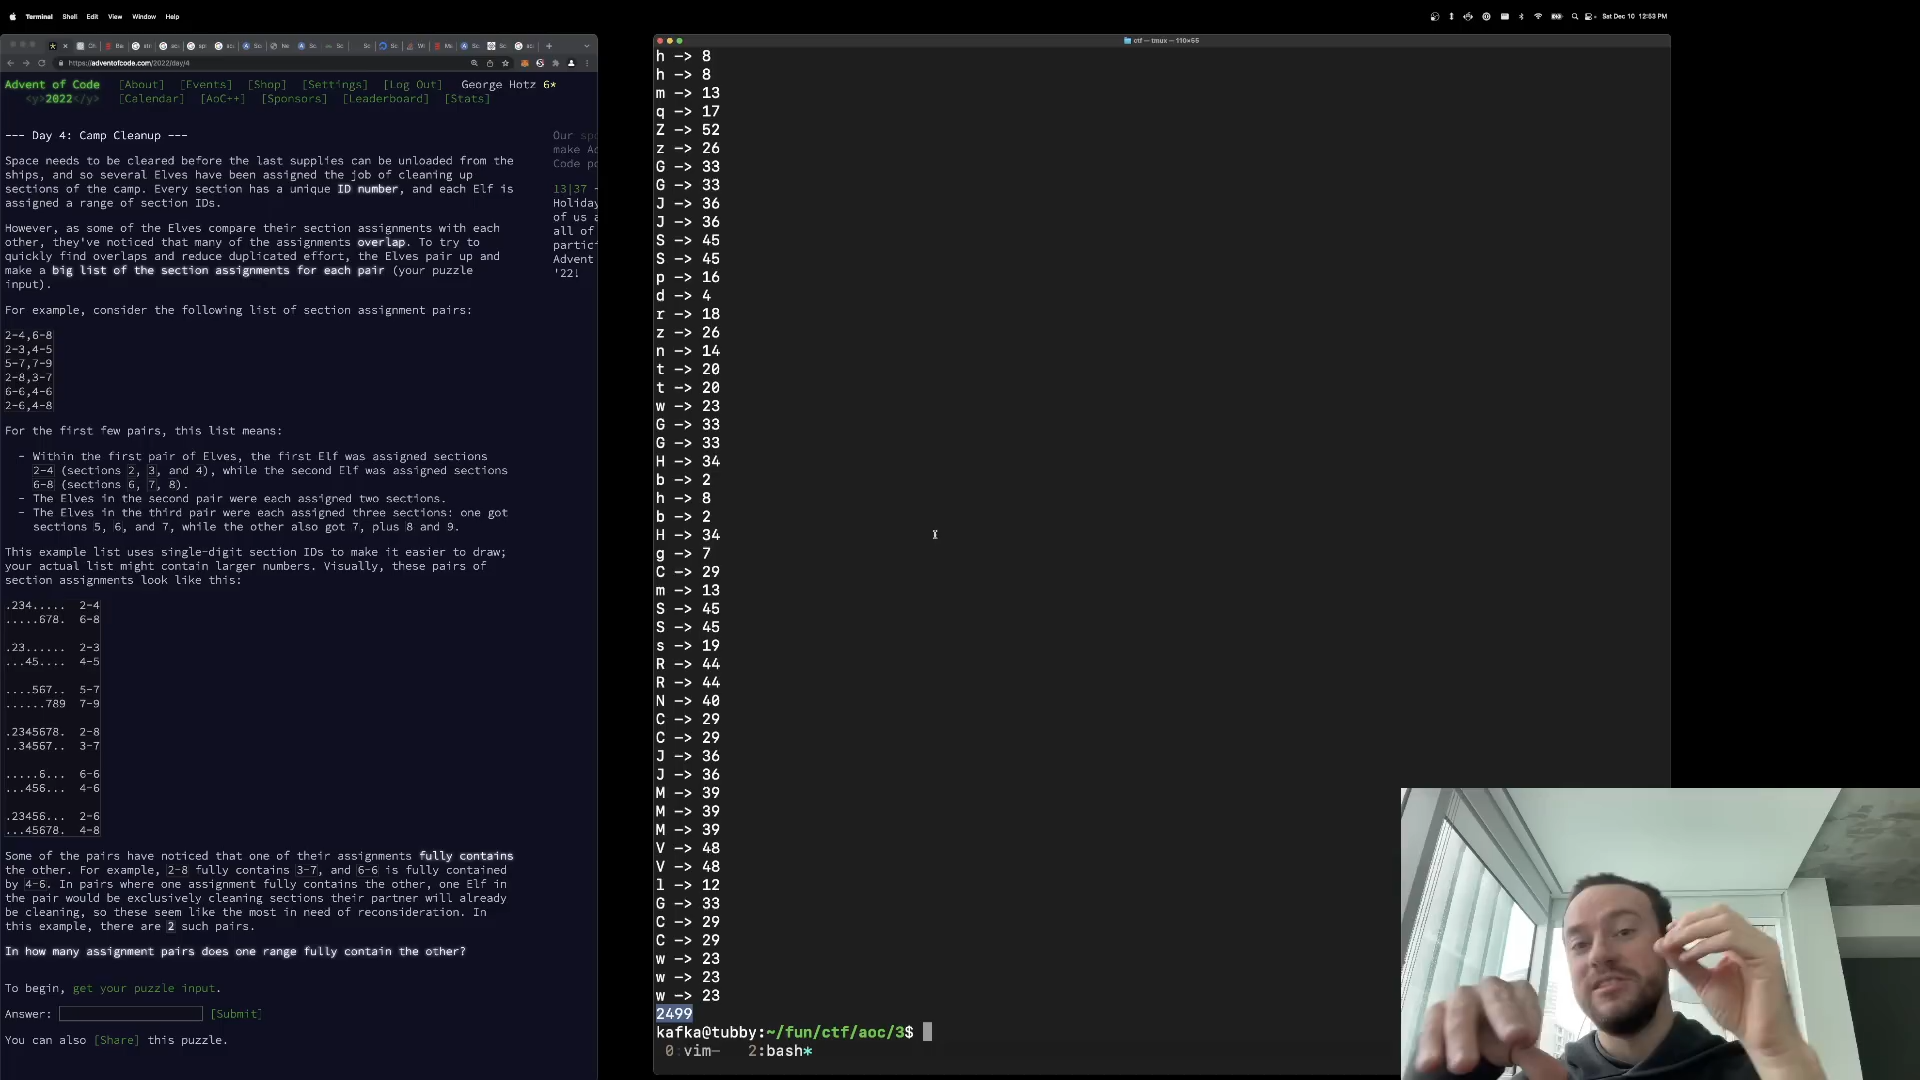 Terminal Shell Edit View Window Help
Sat Dec 10 12:53 PM
https://adventofcode.com/2022/day/4
Advent of Code [About] [Events] [Shop] [Settings] [Log Out] George Hotz 6*
<y>2022</y> [Calendar] [AoC++] [Sponsors] [Leaderboard] [Stats]
--- Day 4: Camp Cleanup ---
Space needs to be cleared before the last supplies can be unloaded from the
ships, and so several Elves have been assigned the job of cleaning up
sections of the camp. Every section has a unique ID number, and each Elf is
assigned a range of section IDs.
However, as some of the Elves compare their section assignments with each
other, they've noticed that many of the assignments overlap. To try to
quickly find overlaps and reduce duplicated effort, the Elves pair up and
make a big list of the section assignments for each pair (your puzzle
input).
For example, consider the following list of section assignment pairs:
2-4,6-8
2-3,4-5
5-7,7-9
2-8,3-7
6-6,4-6
2-6,4-8
For the first few pairs, this list means:
- Within the first pair of Elves, the first Elf was assigned sections
2-4 (sections 2, 3, and 4), while the second Elf was assigned sections
6-8 (sections 6, 7, 8).
- The Elves in the second pair were each assigned two sections.
- The Elves in the third pair were each assigned three sections: one got
sections 5, 6, and 7, while the other also got 7, plus 8 and 9.
This example list uses single-digit section IDs to make it easier to draw;
your actual list might contain larger numbers. Visually, these pairs of
section assignments look like this:
.234..... 2-4
.....678. 6-8
.23...... 2-3
...45.... 4-5
....567.. 5-7
......789 7-9
.2345678. 2-8
..34567.. 3-7
.....6... 6-6
...456... 4-6
.23456... 2-6
...45678. 4-8
Some of the pairs have noticed that one of their assignments fully contains
the other. For example, 2-8 fully contains 3-7, and 6-6 is fully contained
by 4-6. In pairs where one assignment fully contains the other, one Elf in
the pair would be exclusively cleaning sections their partner will already
be cleaning, so these seem like the most in need of reconsideration. In
this example, there are 2 such pairs.
In how many assignment pairs does one range fully contain the other?
To begin, get your puzzle input.
Answer: [Submit]
You can also [Share] this puzzle.
Our
make
Code
13|37 -
Holiday
of us
all of
Advent
'22!
ctf — tmux — 110×55
h -> 8
h -> 8
m -> 13
q -> 17
Z -> 52
z -> 26
G -> 33
G -> 33
J -> 36
J -> 36
S -> 45
S -> 45
p -> 16
d -> 4
r -> 18
z -> 26
n -> 14
t -> 20
t -> 20
w -> 23
G -> 33
G -> 33
H -> 34
b -> 2
h -> 8
b -> 2
H -> 34
g -> 7
C -> 29
m -> 13
S -> 45
S -> 45
s -> 19
R -> 44
R -> 44
N -> 40
C -> 29
C -> 29
J -> 36
J -> 36
M -> 39
M -> 39
M -> 39
V -> 48
V -> 48
l -> 12
G -> 33
C -> 29
C -> 29
w -> 23
w -> 23
w -> 23
2499
kafka@tubby:~/fun/ctf/aoc/3$
0:vim- 2:bash*